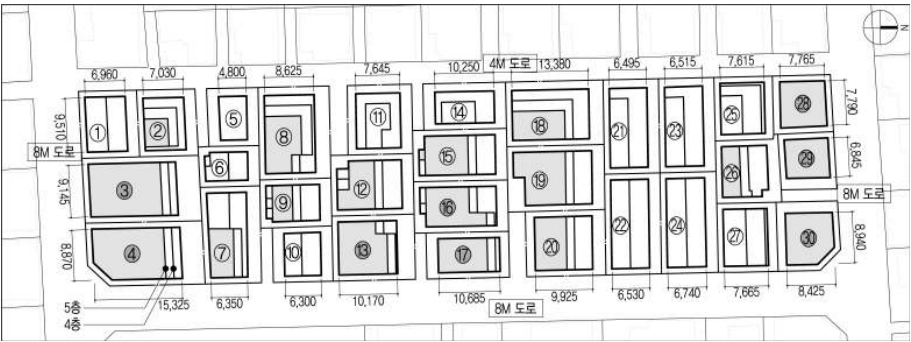 N
4M 도로
6,960 7,030 4,800 8,625 7,645 10,250 13,380 6,495 6,515 7,615 7,765
9,510 ① ② ⑤ ⑧ ⑪ ⑭ ⑱ ㉑ ㉓ ㉕ ㉘ 7,790
8M 도로 ⑥ ⑮ ㉖ ㉙ 6,845
9,145 ③ ⑨ ⑫ ⑯ ⑲ 8M 도로
8,870 ④ ⑦ ⑩ ⑬ ⑰ ⑳ ㉒ ㉔ ㉗ ㉚ 8,940
15,325 6,350 6,300 10,170 10,685 9,925 6,530 6,740 7,665 8,425
5층
4층
8M 도로